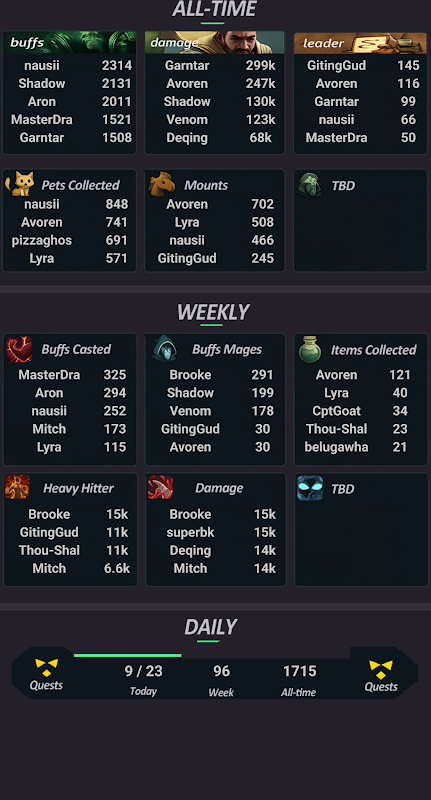 ALL-TIME
buffs
nausii 2314
Shadow 2131
Aron 2011
MasterDra 1521
Garntar 1508
damage
Garntar 299k
Avoren 247k
Shadow 130k
Venom 123k
Deqing 68k
leader
GitingGud 145
Avoren 116
Garntar 99
nausii 66
MasterDra 50
Pets Collected
nausii 848
Avoren 741
pizzaghos 691
Lyra 571
Mounts
Avoren 702
Lyra 508
nausii 466
GitingGud 245
TBD
WEEKLY
Buffs Casted
MasterDra 325
Aron 294
nausii 252
Mitch 173
Lyra 115
Buffs Mages
Brooke 291
Shadow 199
Venom 178
GitingGud 30
Avoren 30
Items Collected
Avoren 121
Lyra 40
CptGoat 34
Thou-Shal 23
belugawha 21
Heavy Hitter
Brooke 15k
GitingGud 11k
Thou-Shal 11k
Mitch 6.6k
Damage
Brooke 15k
superbk 15k
Deqing 14k
Mitch 14k
TBD
DAILY
Quests
9 / 23
Today
96
Week
1715
All-time
Quests